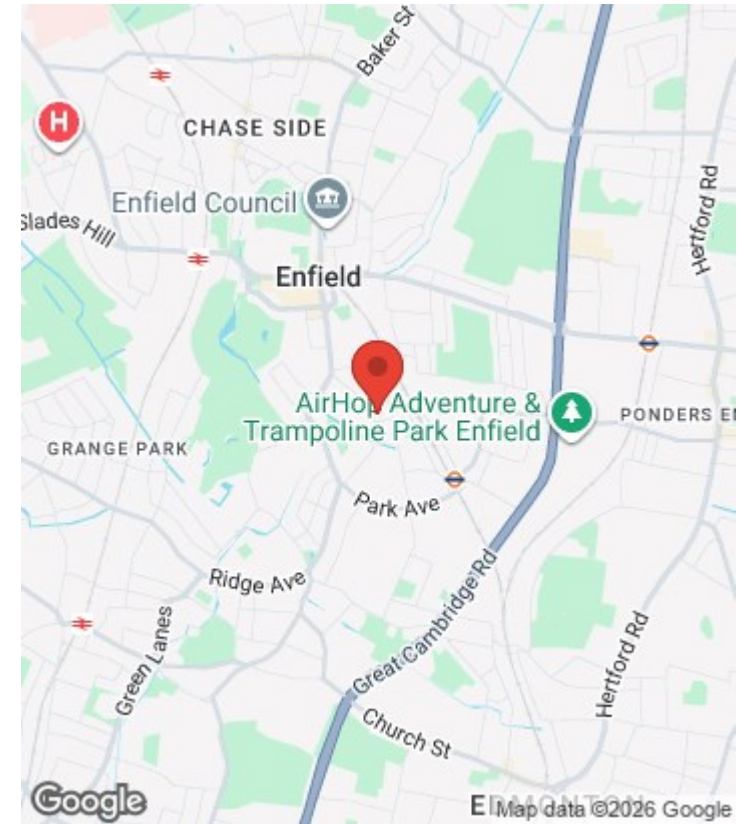 Baker St
H
CHASE SIDE
Hertford Rd
Enfield Council
Slades Hill
Enfield
AirHop Adventure &
Trampoline Park Enfield
PONDERS EN
GRANGE PARK
Park Ave
Ridge Ave
Green Lanes
Great Cambridge Rd
Hertford Rd
Church St
EDMONTON
Google
Map data ©2026 Google